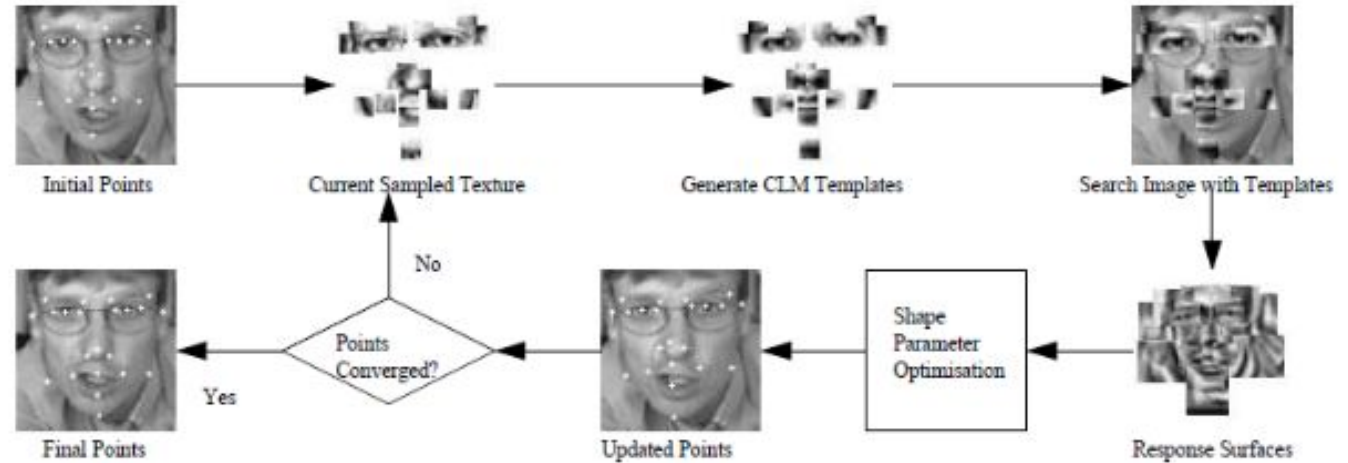 Initial Points
Current Sampled Texture
Generate CLM Templates
Search Image with Templates
No
Shape
Parameter
Optimisation
Points
Converged?
Yes
Final Points
Updated Points
Response Surfaces